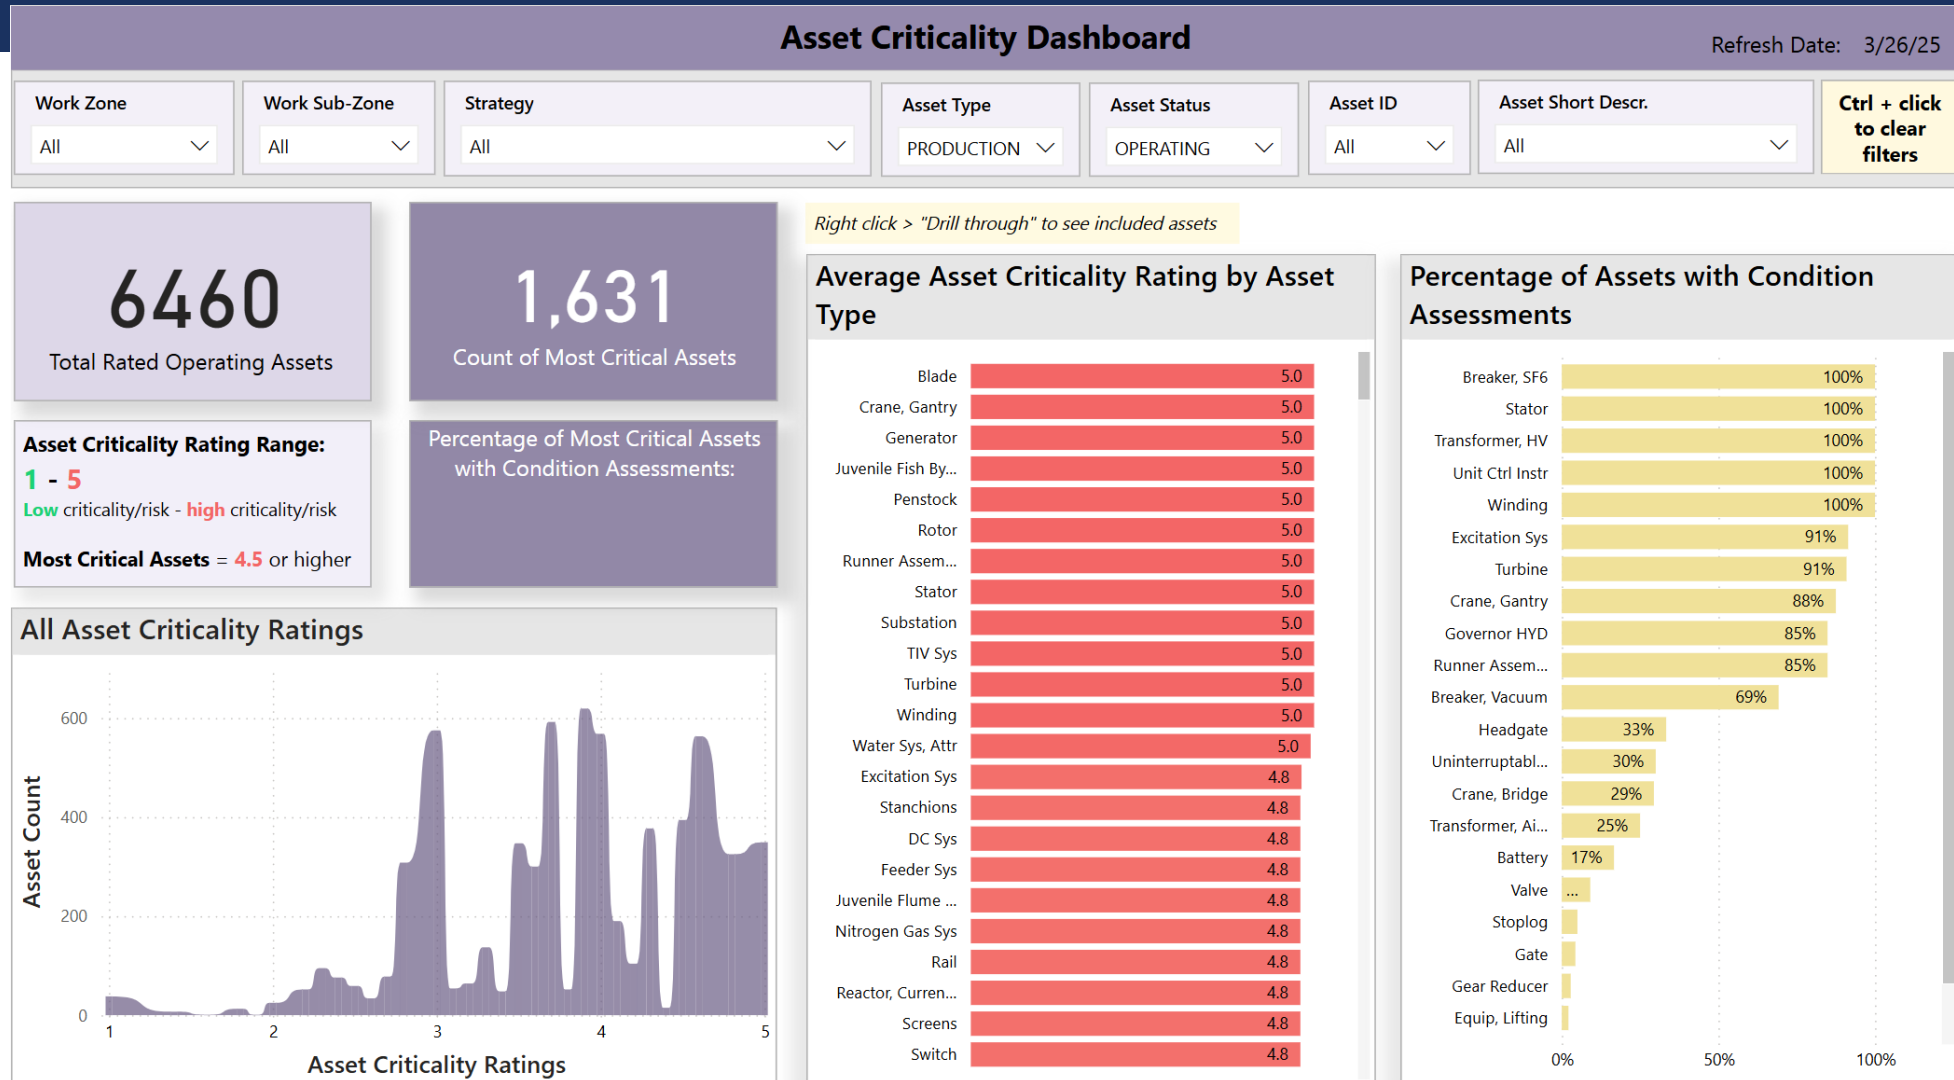 Asset Criticality Dashboard
Refresh Date: 3/26/25
Work Zone
All
Work Sub-Zone
All
Strategy
All
Asset Type
PRODUCTION
Asset Status
OPERATING
Asset ID
All
Asset Short Descr.
All
Ctrl + click
to clear
filters
6460
Total Rated Operating Assets
1,631
Count of Most Critical Assets
Asset Criticality Rating Range:
1 - 5
Low criticality/risk - high criticality/risk
Most Critical Assets = 4.5 or higher
Percentage of Most Critical Assets
with Condition Assessments:
All Asset Criticality Ratings
Asset Count
600
400
200
0
1
2
3
4
5
Asset Criticality Ratings
Right click > "Drill through" to see included assets
Average Asset Criticality Rating by Asset
Type
Blade 5.0
Crane, Gantry 5.0
Generator 5.0
Juvenile Fish By... 5.0
Penstock 5.0
Rotor 5.0
Runner Assem... 5.0
Stator 5.0
Substation 5.0
TIV Sys 5.0
Turbine 5.0
Winding 5.0
Water Sys, Attr 5.0
Excitation Sys 4.8
Stanchions 4.8
DC Sys 4.8
Feeder Sys 4.8
Juvenile Flume ... 4.8
Nitrogen Gas Sys 4.8
Rail 4.8
Reactor, Curren... 4.8
Screens 4.8
Switch 4.8
Percentage of Assets with Condition
Assessments
Breaker, SF6 100%
Stator 100%
Transformer, HV 100%
Unit Ctrl Instr 100%
Winding 100%
Excitation Sys 91%
Turbine 91%
Crane, Gantry 88%
Governor HYD 85%
Runner Assem... 85%
Breaker, Vacuum 69%
Headgate 33%
Uninterruptabl... 30%
Crane, Bridge 29%
Transformer, Ai... 25%
Battery 17%
Valve ...
Stoplog
Gate
Gear Reducer
Equip, Lifting
0% 50% 100%